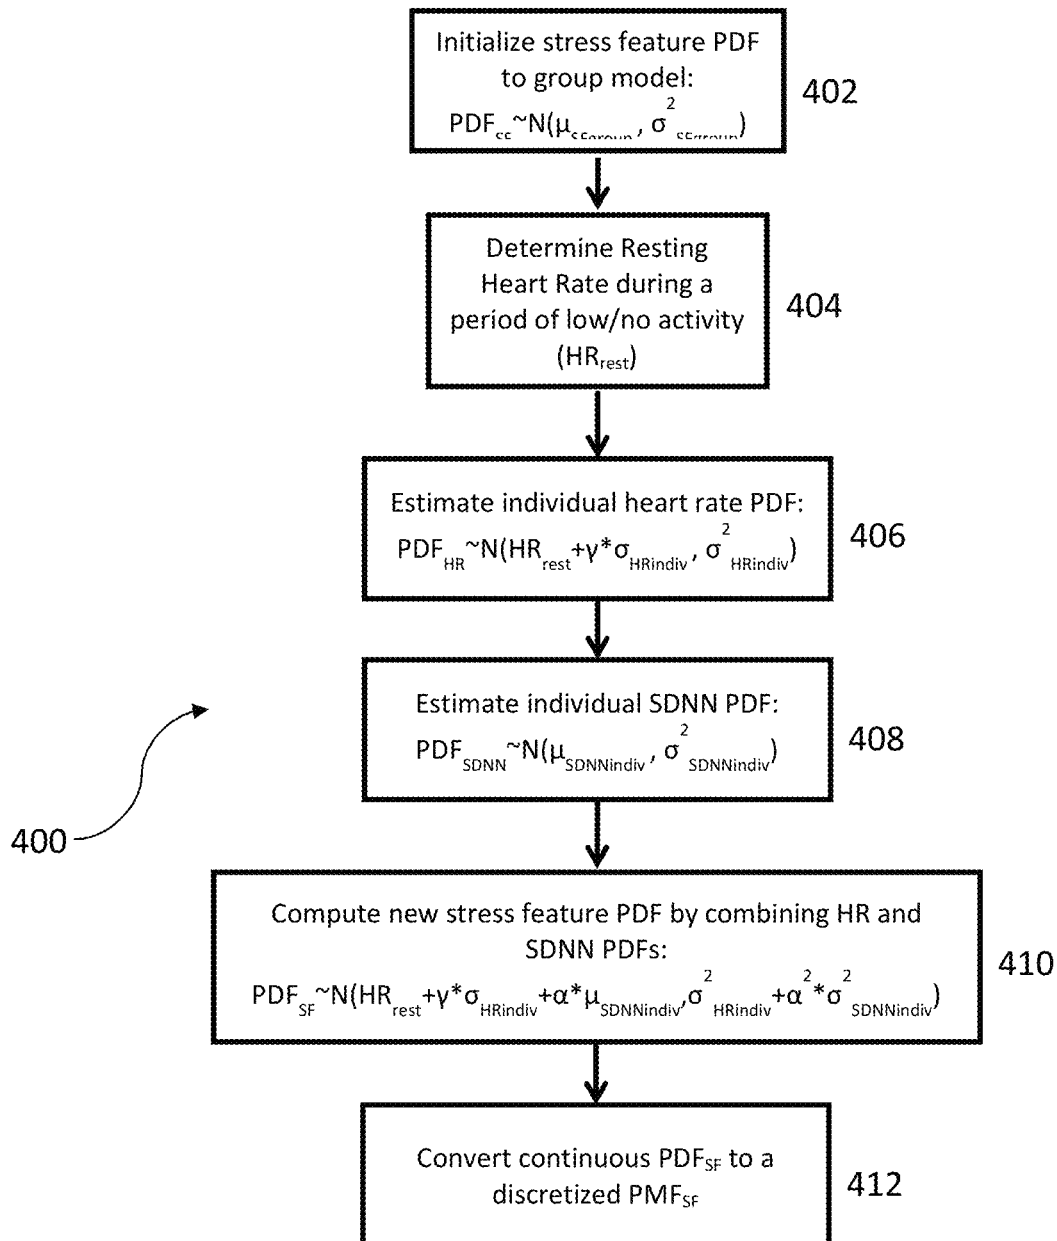 Initialize stress feature PDF
to group model:
PDF_SF~N(μ_SFgroup, σ²_SFgroup)
402
Determine Resting
Heart Rate during a
period of low/no activity
(HR_rest)
404
Estimate individual heart rate PDF:
PDF_HR~N(HR_rest+γ*σ_HRindiv, σ²_HRindiv)
406
Estimate individual SDNN PDF:
PDF_SDNN~N(μ_SDNNindiv, σ²_SDNNindiv)
408
400
Compute new stress feature PDF by combining HR and
SDNN PDFs:
PDF_SF~N(HR_rest+γ*σ_HRindiv+α*μ_SDNNindiv,σ²_HRindiv+α²*σ²_SDNNindiv)
410
Convert continuous PDF_SF to a
discretized PMF_SF
412